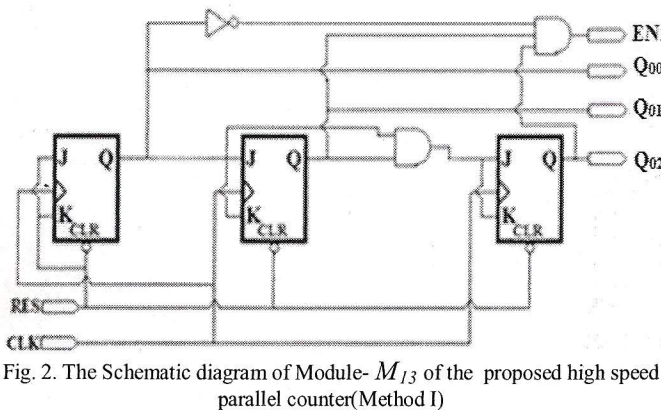 EN
Q00
Q01
Q02
J Q
K
CLR
J Q
K
CLR
J Q
K
CLR
RES
CLK
Fig. 2. The Schematic diagram of Module- M13 of the proposed high speed
parallel counter(Method I)